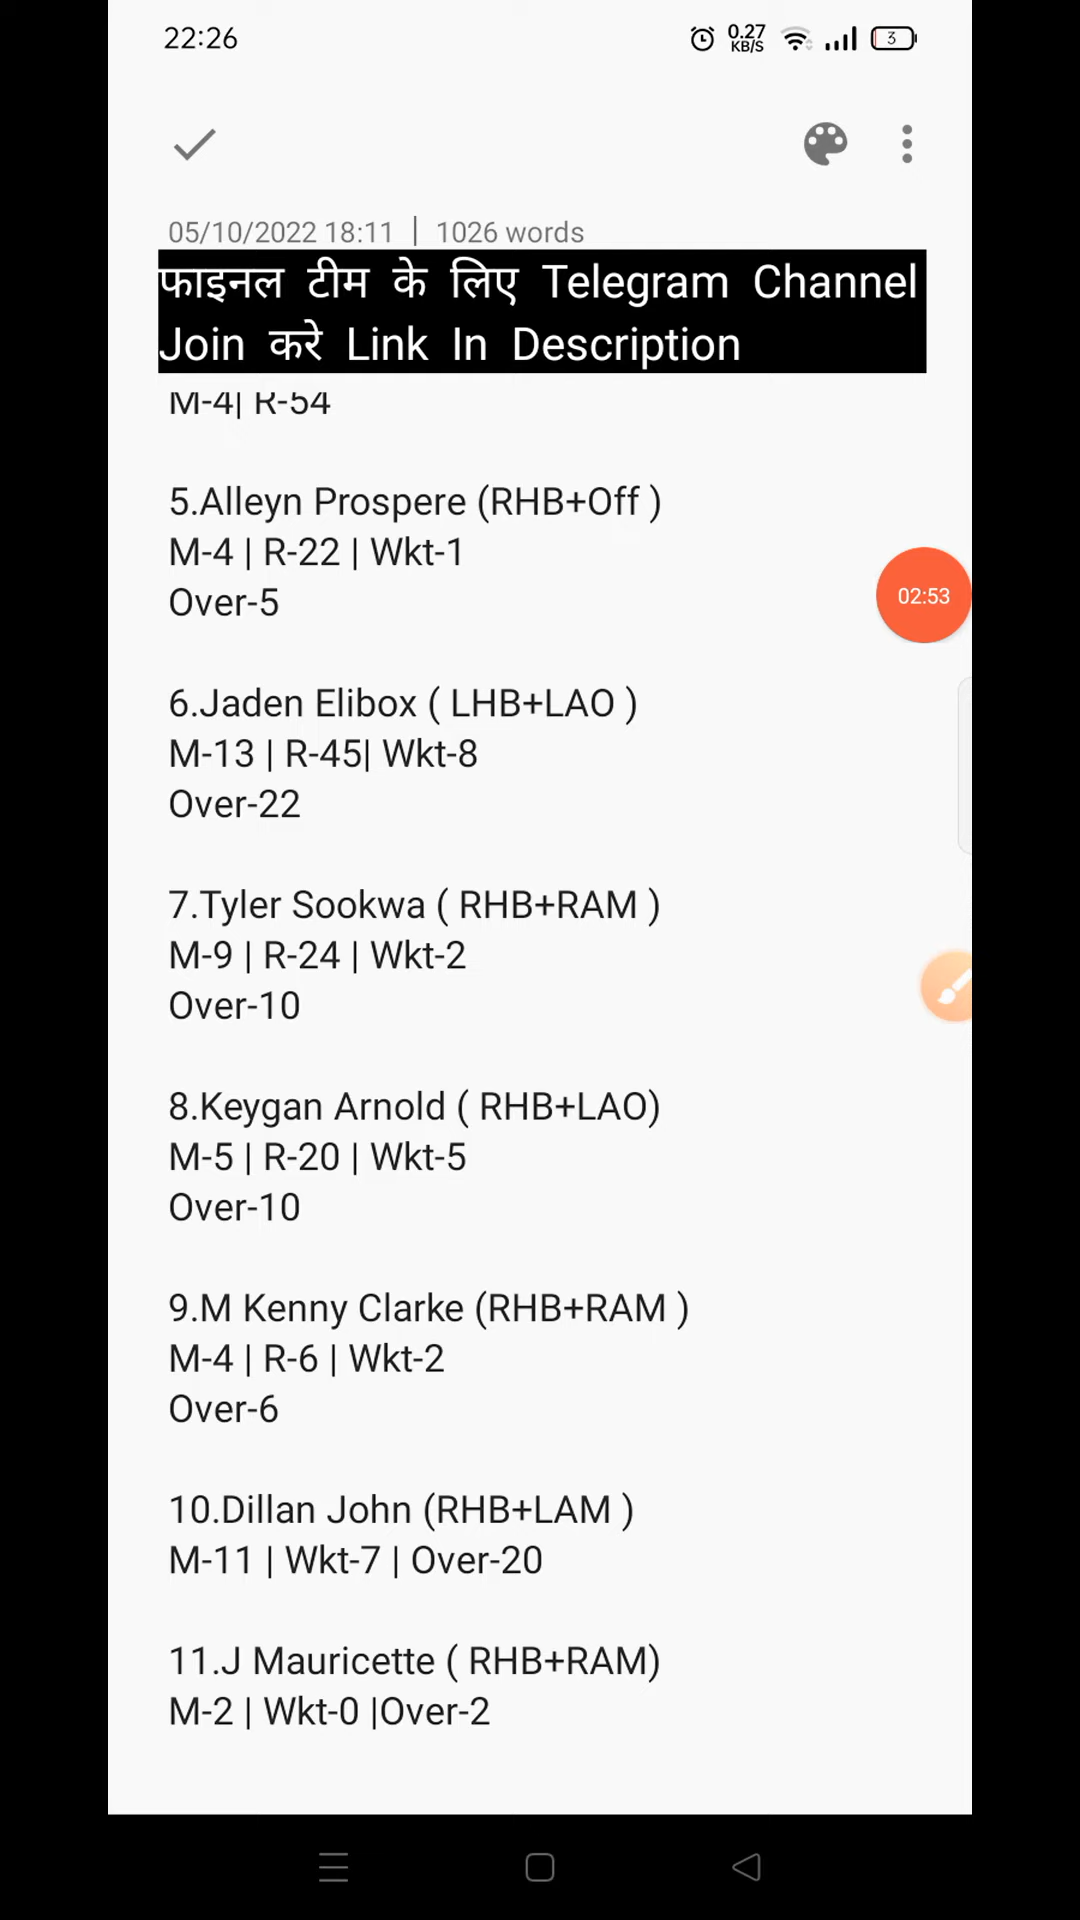 22:26
0.27
KB/S
3
05/10/2022 18:11 | 1026 words
फाइनल टीम के लिए Telegram Channel
Join करे Link In Description
M-4| R-54
5.Alleyn Prospere (RHB+Off )
M-4 | R-22 | Wkt-1
Over-5
02:53
6.Jaden Elibox ( LHB+LAO )
M-13 | R-45| Wkt-8
Over-22
7.Tyler Sookwa ( RHB+RAM )
M-9 | R-24 | Wkt-2
Over-10
8.Keygan Arnold ( RHB+LAO)
M-5 | R-20 | Wkt-5
Over-10
9.M Kenny Clarke (RHB+RAM )
M-4 | R-6 | Wkt-2
Over-6
10.Dillan John (RHB+LAM )
M-11 | Wkt-7 | Over-20
11.J Mauricette ( RHB+RAM)
M-2 | Wkt-0 |Over-2